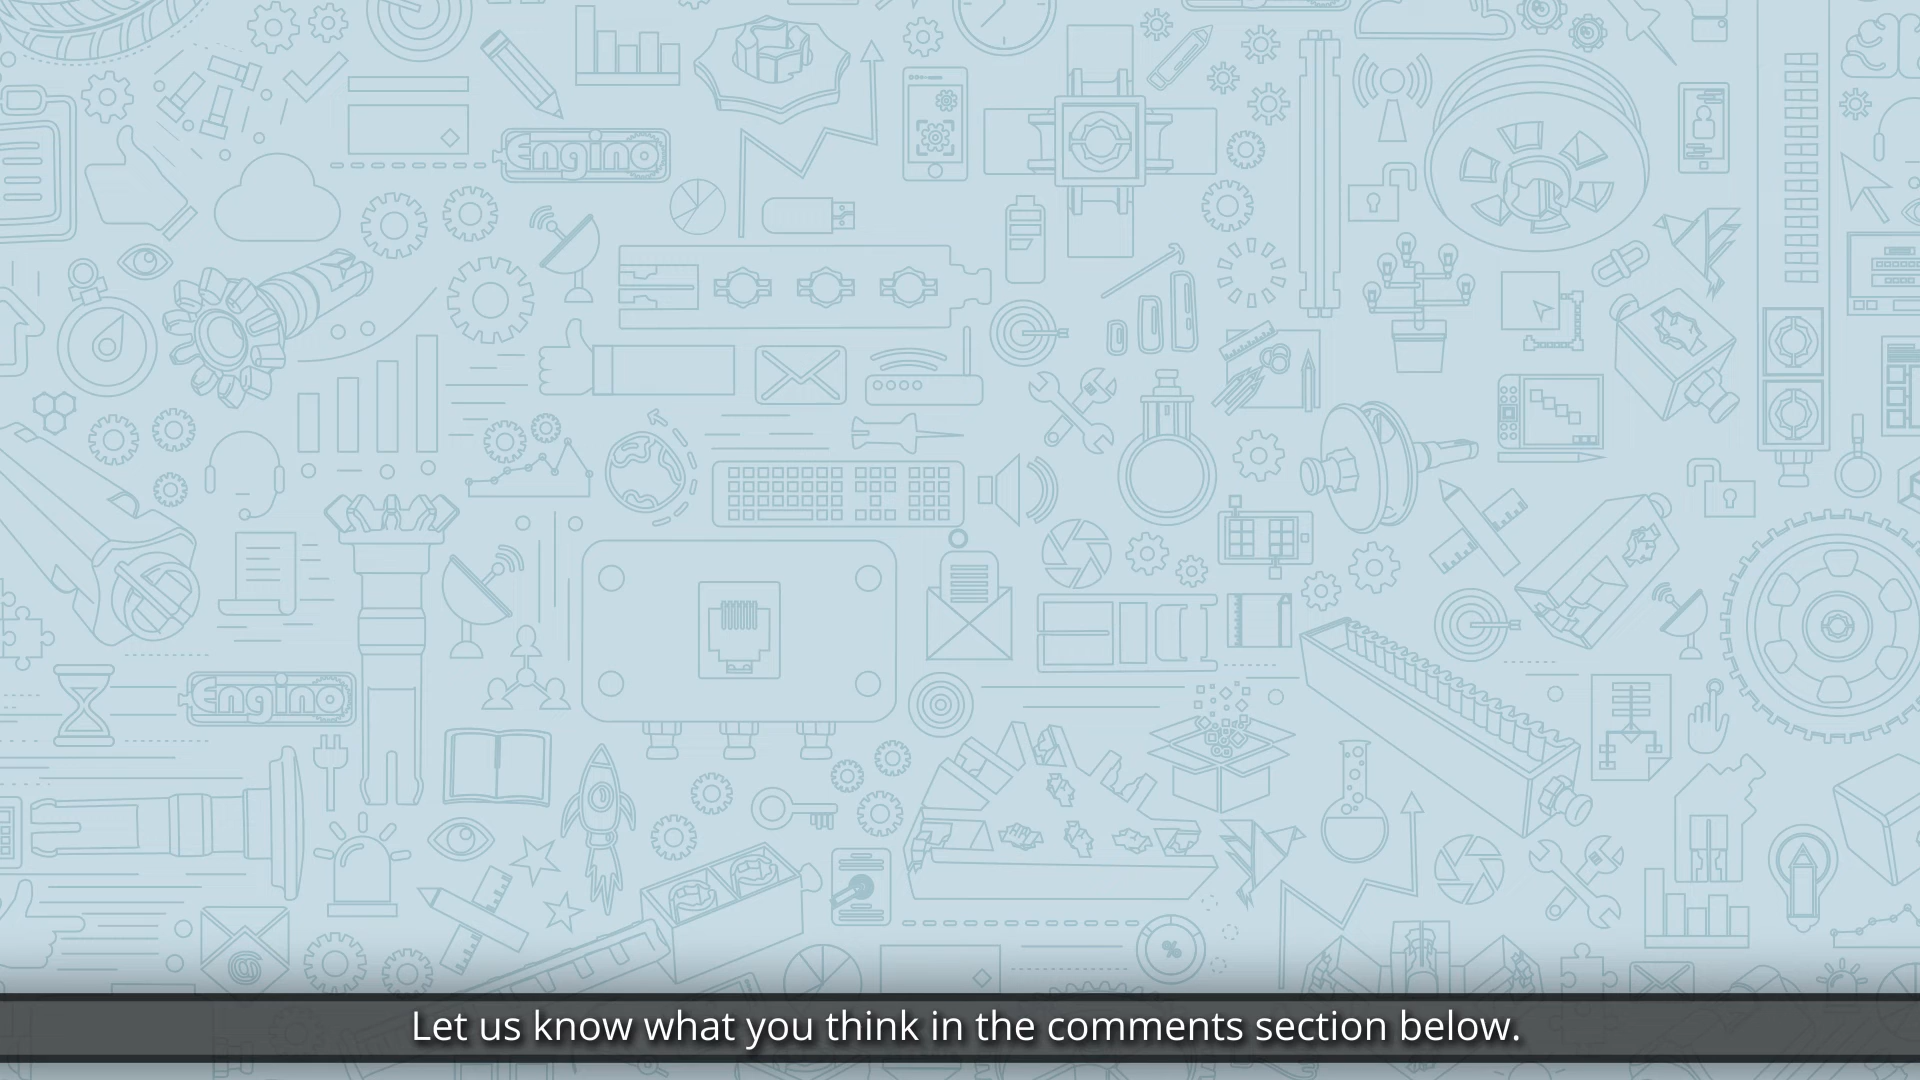 Engino
Engino
@
%
Let us know what you think in the comments section below.